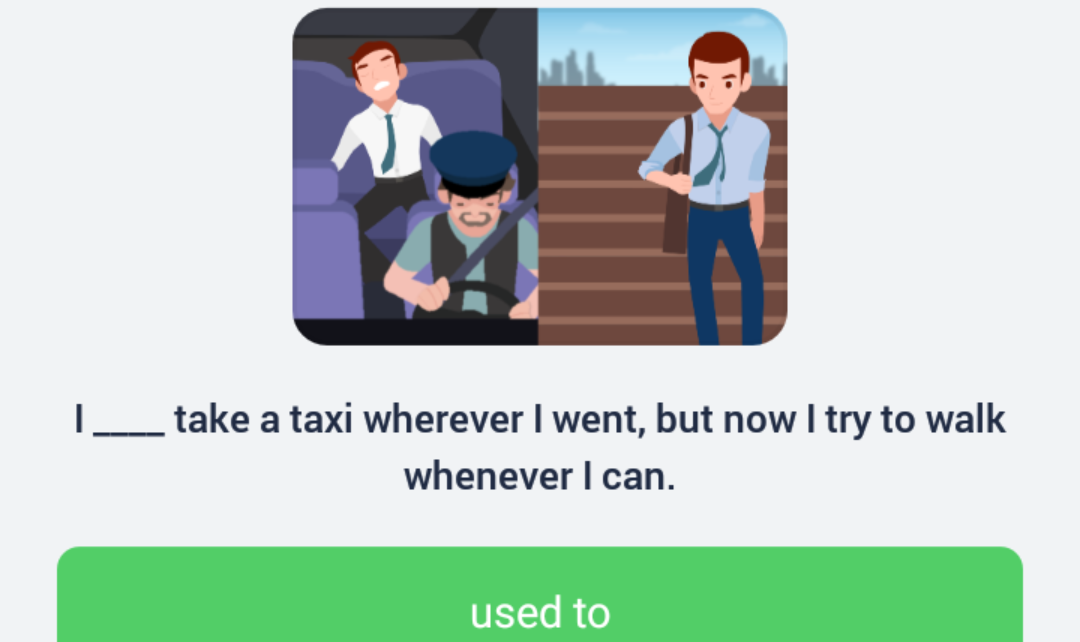 I ____ take a taxi wherever I went, but now I try to walk
whenever I can.
used to